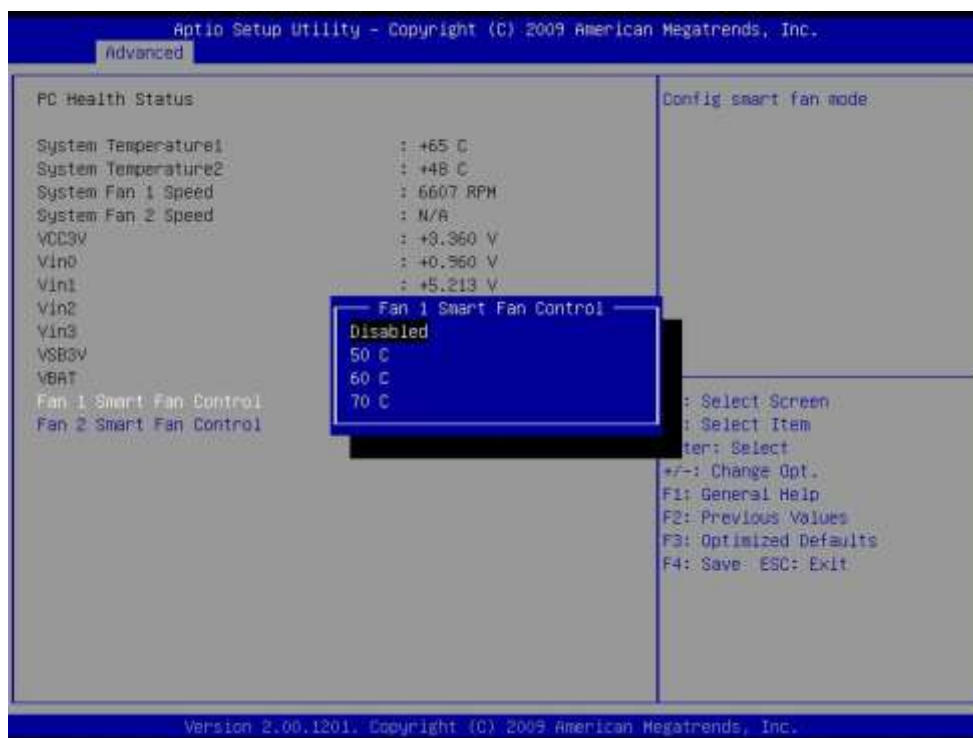 Aptio Setup Utility – Copyright (C) 2009 American Megatrends, Inc.
Advanced
PC Health Status
System Temperature1 : +65 C
System Temperature2 : +48 C
System Fan 1 Speed : 6607 RPM
System Fan 2 Speed : N/A
VCC3V : +3.360 V
Vin0 : +0.960 V
Vin1 : +5.213 V
Vin2
Vin3
VSB3V
VBAT
Fan 1 Smart Fan Control
Fan 2 Smart Fan Control
Fan 1 Smart Fan Control
Disabled
50 C
60 C
70 C
Config smart fan mode
: Select Screen
: Select Item
ter: Select
+/-: Change Opt.
F1: General Help
F2: Previous Values
F3: Optimized Defaults
F4: Save ESC: Exit
Version 2.00.1201. Copyright (C) 2009 American Megatrends, Inc.